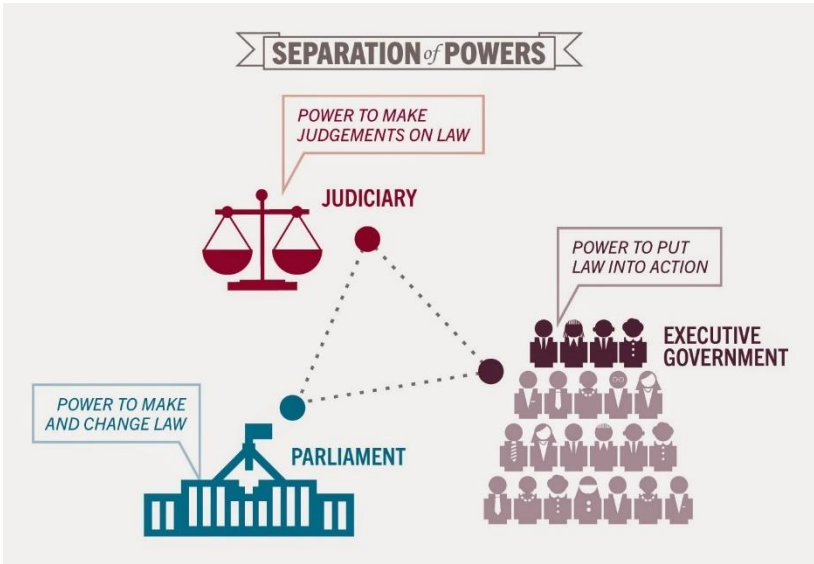 SEPARATION of POWERS
POWER TO MAKE
JUDGEMENTS ON LAW
JUDICIARY
POWER TO PUT
LAW INTO ACTION
EXECUTIVE
GOVERNMENT
POWER TO MAKE
AND CHANGE LAW
PARLIAMENT